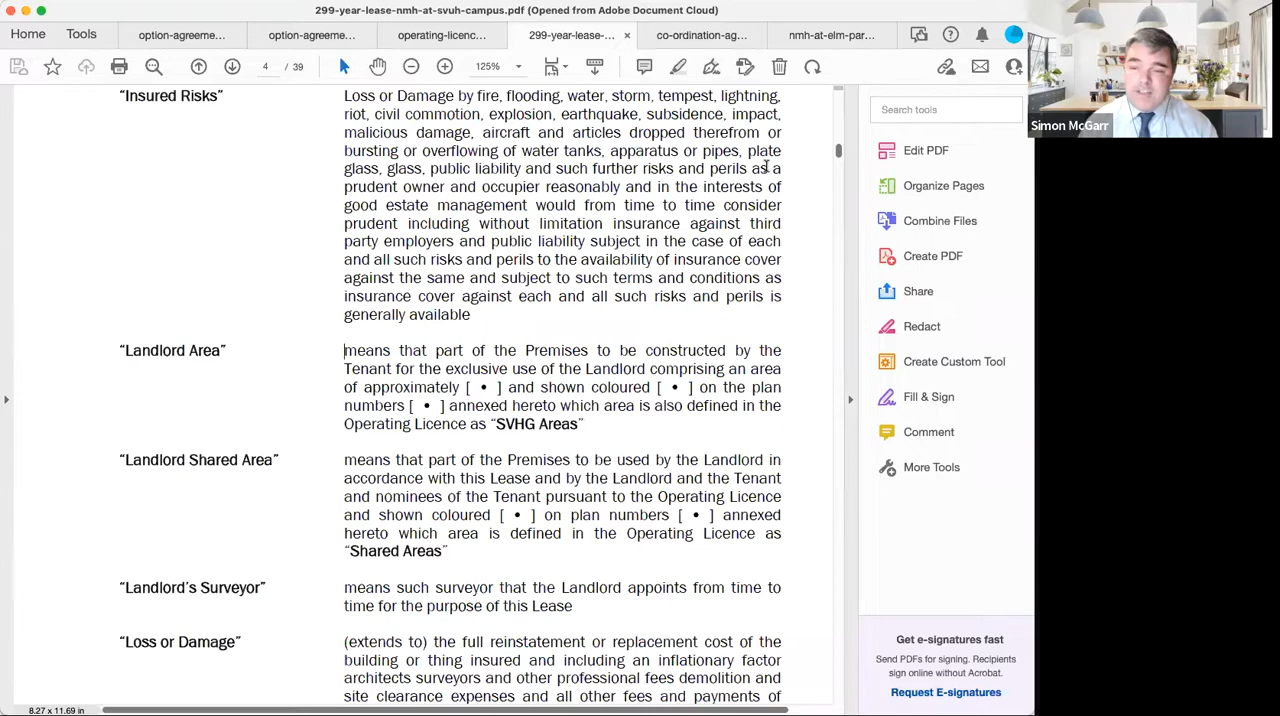 299-year-lease-nmh-at-svuh-campus.pdf (Opened from Adobe Document Cloud)
Home Tools option-agreeme... option-agreeme... operating-licenc... 299-year-lease-... × co-ordination-ag... nmh-at-elm-par...
4 / 39 125%
"Insured Risks" Loss or Damage by fire, flooding, water, storm, tempest, lightning,
riot, civil commotion, explosion, earthquake, subsidence, impact,
malicious damage, aircraft and articles dropped therefrom or
bursting or overflowing of water tanks, apparatus or pipes, plate
glass, glass, public liability and such further risks and perils as a
prudent owner and occupier reasonably and in the interests of
good estate management would from time to time consider
prudent including without limitation insurance against third
party employers and public liability subject in the case of each
and all such risks and perils to the availability of insurance cover
against the same and subject to such terms and conditions as
insurance cover against each and all such risks and perils is
generally available
"Landlord Area" means that part of the Premises to be constructed by the
Tenant for the exclusive use of the Landlord comprising an area
of approximately [ • ] and shown coloured [ • ] on the plan
numbers [ • ] annexed hereto which area is also defined in the
Operating Licence as "SVHG Areas"
"Landlord Shared Area" means that part of the Premises to be used by the Landlord in
accordance with this Lease and by the Landlord and the Tenant
and nominees of the Tenant pursuant to the Operating Licence
and shown coloured [ • ] on plan numbers [ • ] annexed
hereto which area is defined in the Operating Licence as
"Shared Areas"
"Landlord's Surveyor" means such surveyor that the Landlord appoints from time to
time for the purpose of this Lease
"Loss or Damage" (extends to) the full reinstatement or replacement cost of the
building or thing insured and including an inflationary factor
architects surveyors and other professional fees demolition and
site clearance expenses and all other fees and payments of
8.27 x 11.69 in
Search tools
Edit PDF
Organize Pages
Combine Files
Create PDF
Share
Redact
Create Custom Tool
Fill & Sign
Comment
More Tools
Get e-signatures fast
Send PDFs for signing. Recipients
sign online without Acrobat.
Request E-signatures
Simon McGarr